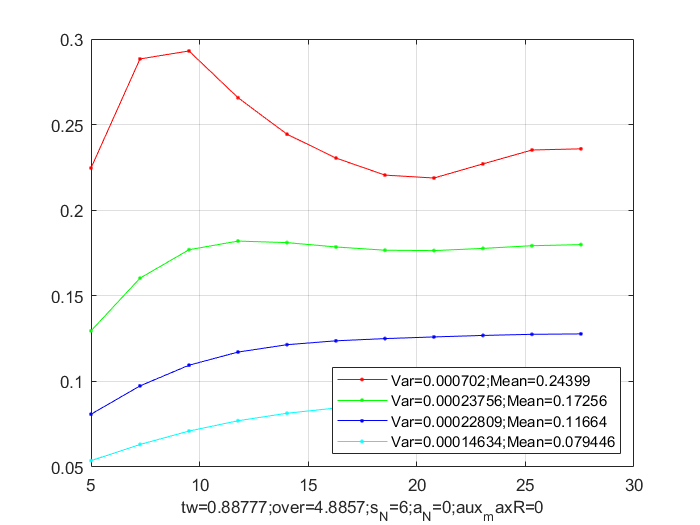 0.3
0.25
0.2
0.15
0.1
0.05
Var=0.000702;Mean=0.24399
Var=0.00023756;Mean=0.17256
Var=0.00022809;Mean=0.11664
Var=0.00014634;Mean=0.079446
5 10 15 20 25 30
tw=0.88777;over=4.8857;s_N=6;a_N=0;aux_maxR=0